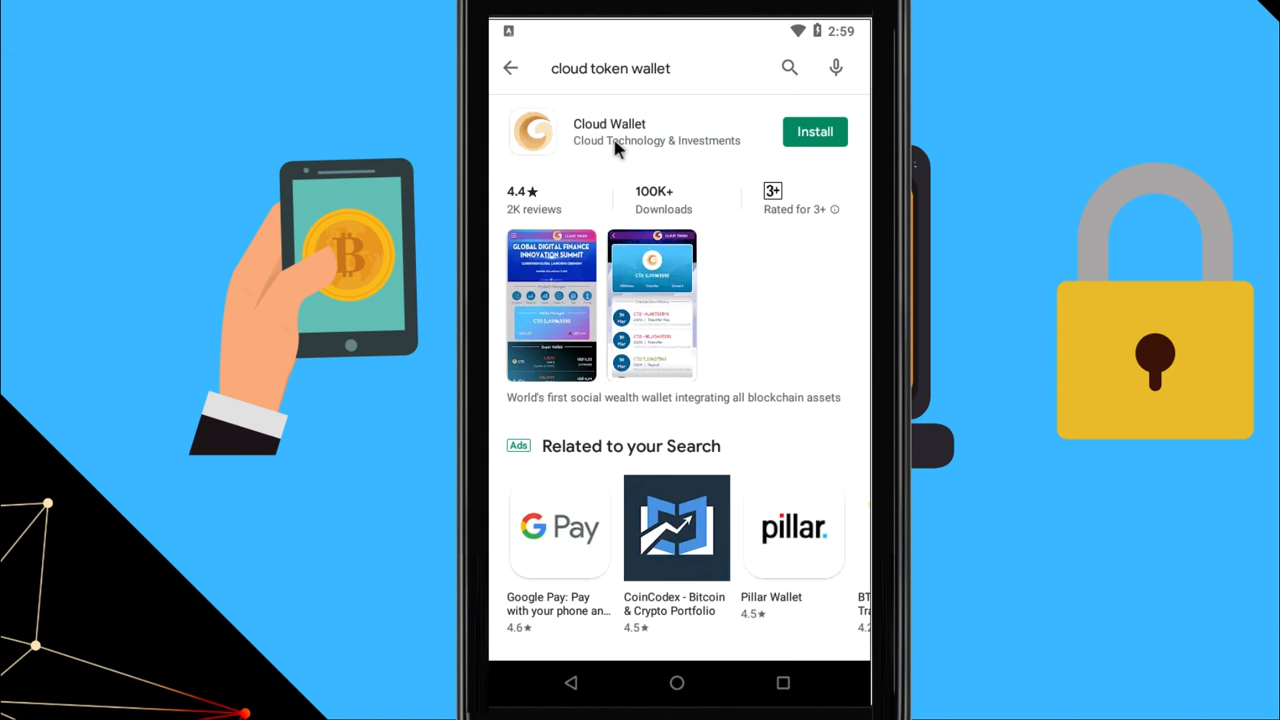 2:59
cloud token wallet
Cloud Wallet
Cloud Technology & Investments
Install
4.4★
2K reviews
100K+
Downloads
3+
Rated for 3+
GLOBAL DIGITAL FINANCE
INNOVATION SUMMIT
CLOUD TOKEN
World's first social wealth wallet integrating all blockchain assets
Ads
Related to your Search
G Pay
pillar.
Google Pay: Pay
with your phone an...
4.6★
CoinCodex - Bitcoin
& Crypto Portfolio
4.5★
Pillar Wallet
4.5★
BT